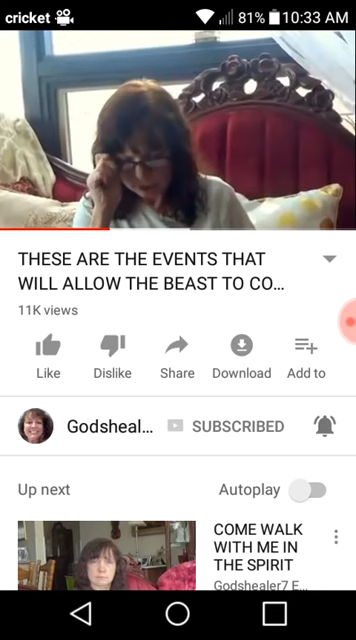 cricket 81% 10:33 AM
THESE ARE THE EVENTS THAT
WILL ALLOW THE BEAST TO CO...
11K views
Like Dislike Share Download Add to
Godsheal... SUBSCRIBED
Up next Autoplay
COME WALK
WITH ME IN
THE SPIRIT
Godshealer7 E...